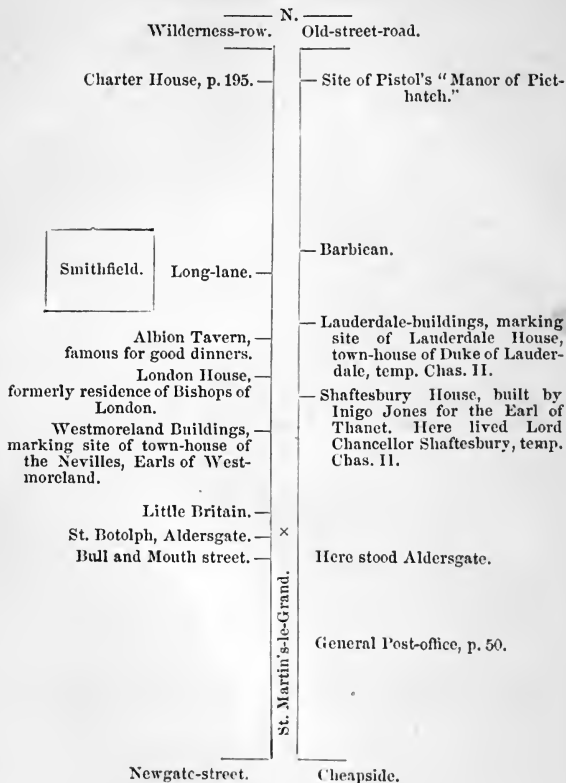 N.
Wilderness-row. Old-street-road.
Charter House, p. 195.
Site of Pistol's "Manor of Pict-
hatch."
Barbican.
Smithfield.
Long-lane.
Lauderdale-buildings, marking
site of Lauderdale House,
town-house of Duke of Lauder-
dale, temp. Chas. II.
Albion Tavern,
famous for good dinners.
London House,
formerly residence of Bishops of
London.
Shaftesbury House, built by
Inigo Jones for the Earl of
Thanet. Here lived Lord
Chancellor Shaftesbury, temp.
Chas. II.
Westmoreland Buildings,
marking site of town-house of
the Nevilles, Earls of West-
moreland.
Little Britain.
St. Botolph, Aldersgate.
×
Bull and Mouth street.
Here stood Aldersgate.
St. Martin's-le-Grand.
General Post-office, p. 50.
Newgate-street. Cheapside.